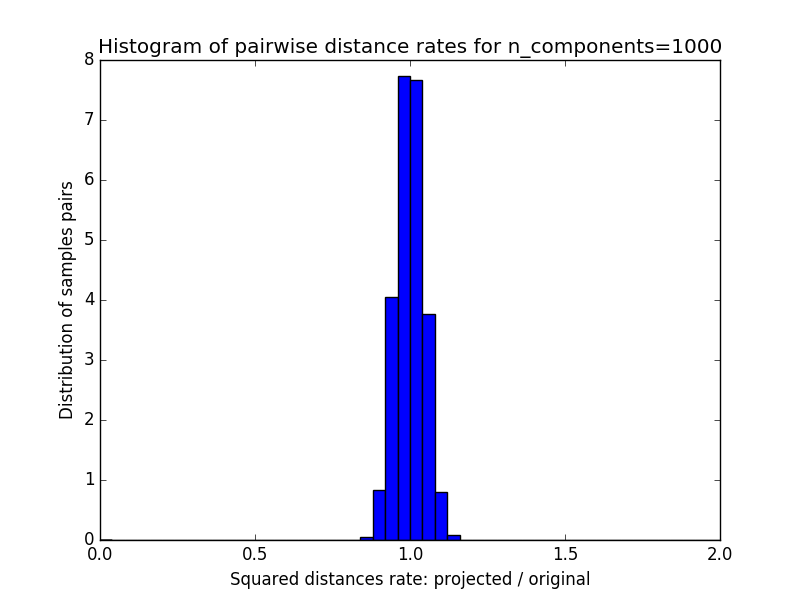 Histogram of pairwise distance rates for n_components=1000
8
7
6
5
4
3
2
1
0
Distribution of samples pairs
0.0 0.5 1.0 1.5 2.0
Squared distances rate: projected / original